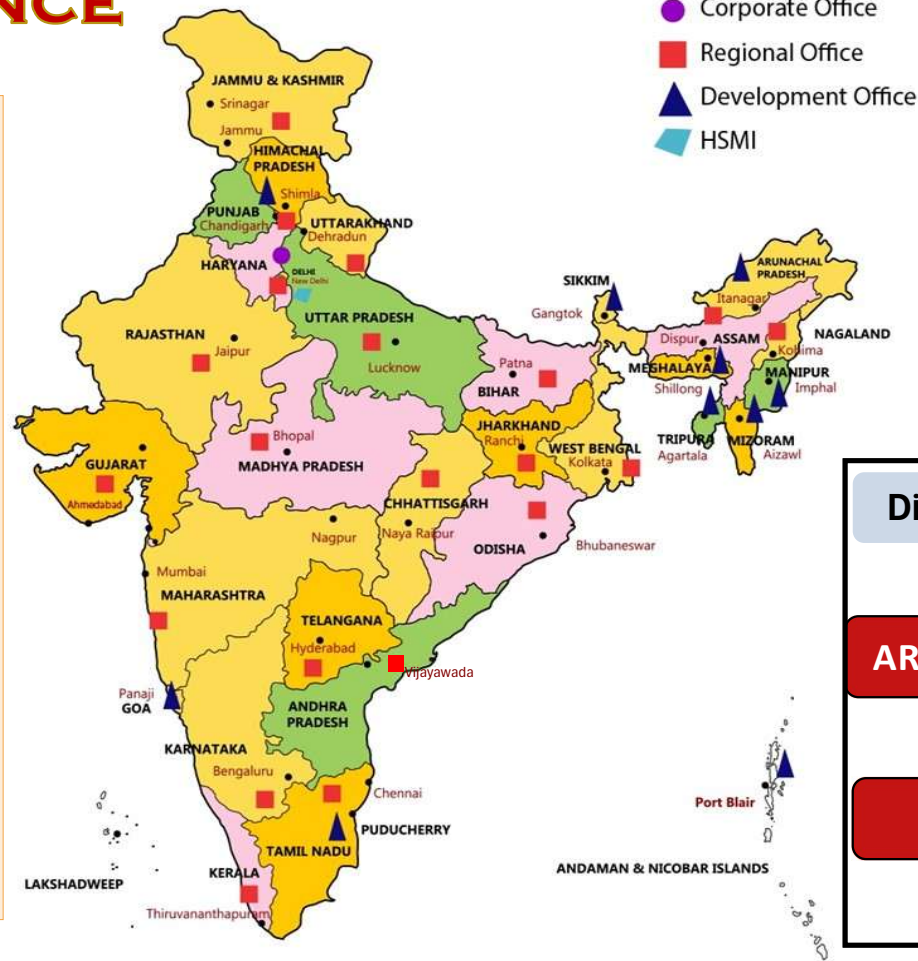 NCE
Corporate Office
Regional Office
Development Office
HSMI
JAMMU & KASHMIR
Srinagar
Jammu
HIMACHAL
PRADESH
Shimla
PUNJAB
Chandigarh
UTTARAKHAND
Dehradun
HARYANA
DELHI
New Delhi
RAJASTHAN
Jaipur
UTTAR PRADESH
Lucknow
SIKKIM
Gangtok
ARUNACHAL
PRADESH
Itanagar
Dispur
ASSAM
NAGALAND
Kohima
MEGHALAYA
Shillong
MANIPUR
Imphal
TRIPURA
Agartala
MIZORAM
Aizawl
Patna
BIHAR
JHARKHAND
Ranchi
WEST BENGAL
Kolkata
GUJARAT
Ahmedabad
Bhopal
MADHYA PRADESH
CHHATTISGARH
Naya Raipur
ODISHA
Bhubaneswar
Nagpur
Mumbai
MAHARASHTRA
TELANGANA
Hyderabad
Vijayawada
Panaji
GOA
ANDHRA
PRADESH
KARNATAKA
Bengaluru
Chennai
PUDUCHERRY
TAMIL NADU
KERALA
Thiruvananthapuram
LAKSHADWEEP
Port Blair
ANDAMAN & NICOBAR ISLANDS
Di
AR